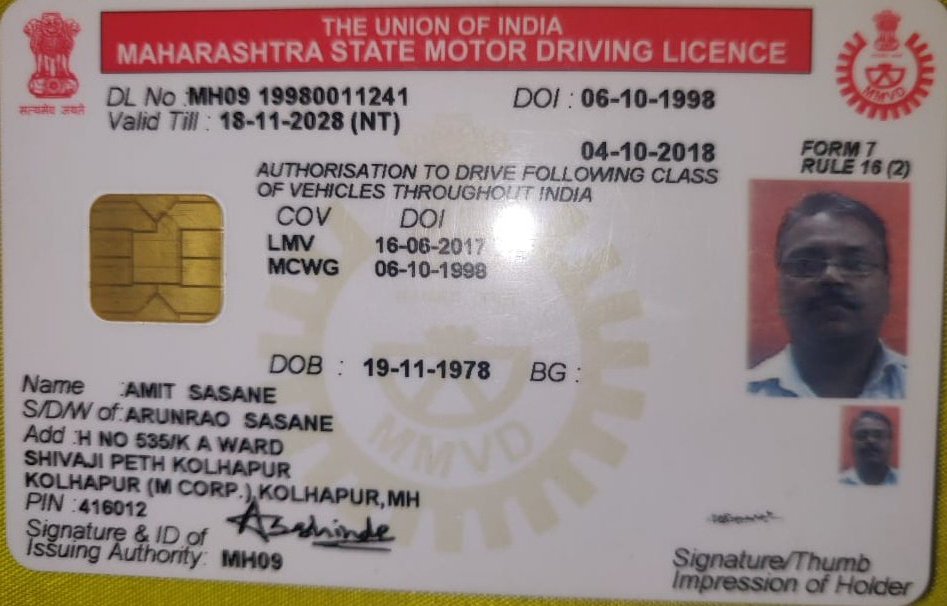 THE UNION OF INDIA
MAHARASHTRA STATE MOTOR DRIVING LICENCE
सत्यमेव जयते
MMVD
DL No : MH09 19980011241 DOI : 06-10-1998
Valid Till : 18-11-2028 (NT)
04-10-2018
FORM 7
RULE 16 (2)
AUTHORISATION TO DRIVE FOLLOWING CLASS
OF VEHICLES THROUGHOUT INDIA
COV DOI
LMV 16-06-2017
MCWG 06-10-1998
MMVD
DOB : 19-11-1978 BG :
Name : AMIT SASANE
S/D/W of : ARUNRAO SASANE
Add : H NO 535/K A WARD
SHIVAJI PETH KOLHAPUR
KOLHAPUR (M CORP.),KOLHAPUR,MH
PIN : 416012
Signature & ID of
Issuing Authority: MH09
Signature/Thumb
Impression of Holder